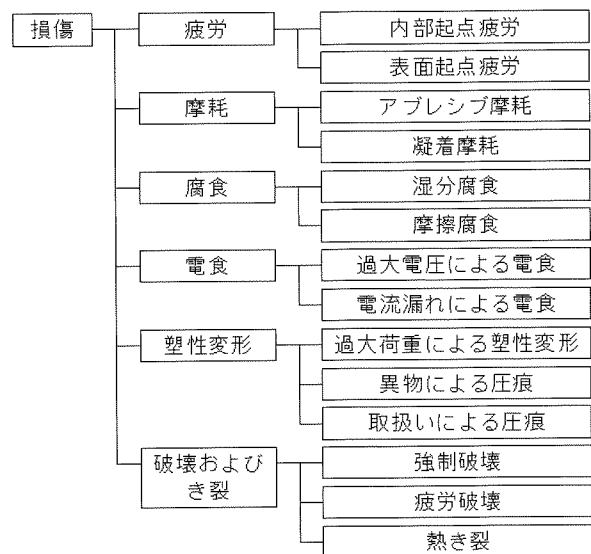 損傷
疲労
内部起点疲労
表面起点疲労
摩耗
アブレシブ摩耗
凝着摩耗
腐食
湿分腐食
摩擦腐食
電食
過大電圧による電食
電流漏れによる電食
塑性変形
過大荷重による塑性変形
異物による圧痕
取扱いによる圧痕
破壊および
き裂
強制破壊
疲労破壊
熱き裂